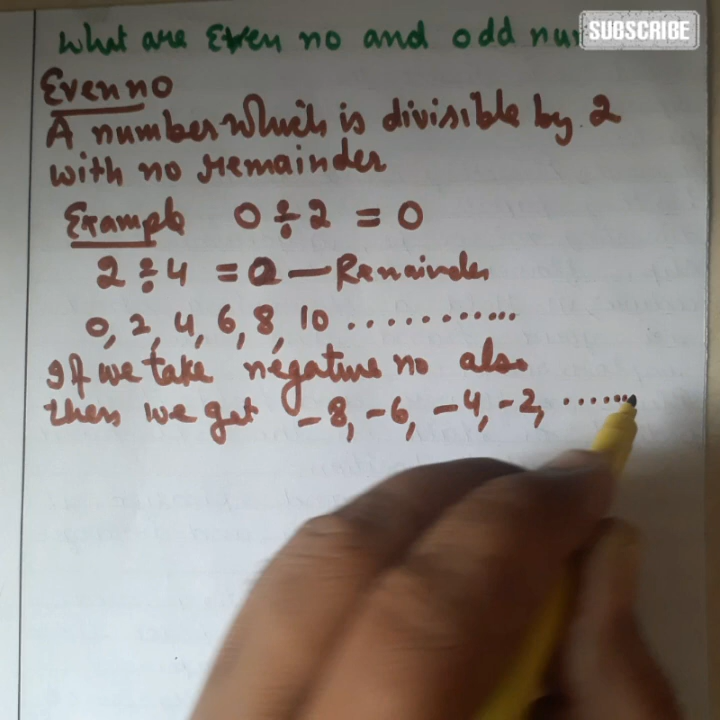 What are Even no and odd nu
SUBSCRIBE
Even no
A number which is divisible by 2
with no remainder
Example 0 ÷ 2 = 0
2 ÷ 4 = 0 — Remainder
0, 2, 4, 6, 8, 10 ............
If we take negative no also
then we get -8, -6, -4, -2, .......